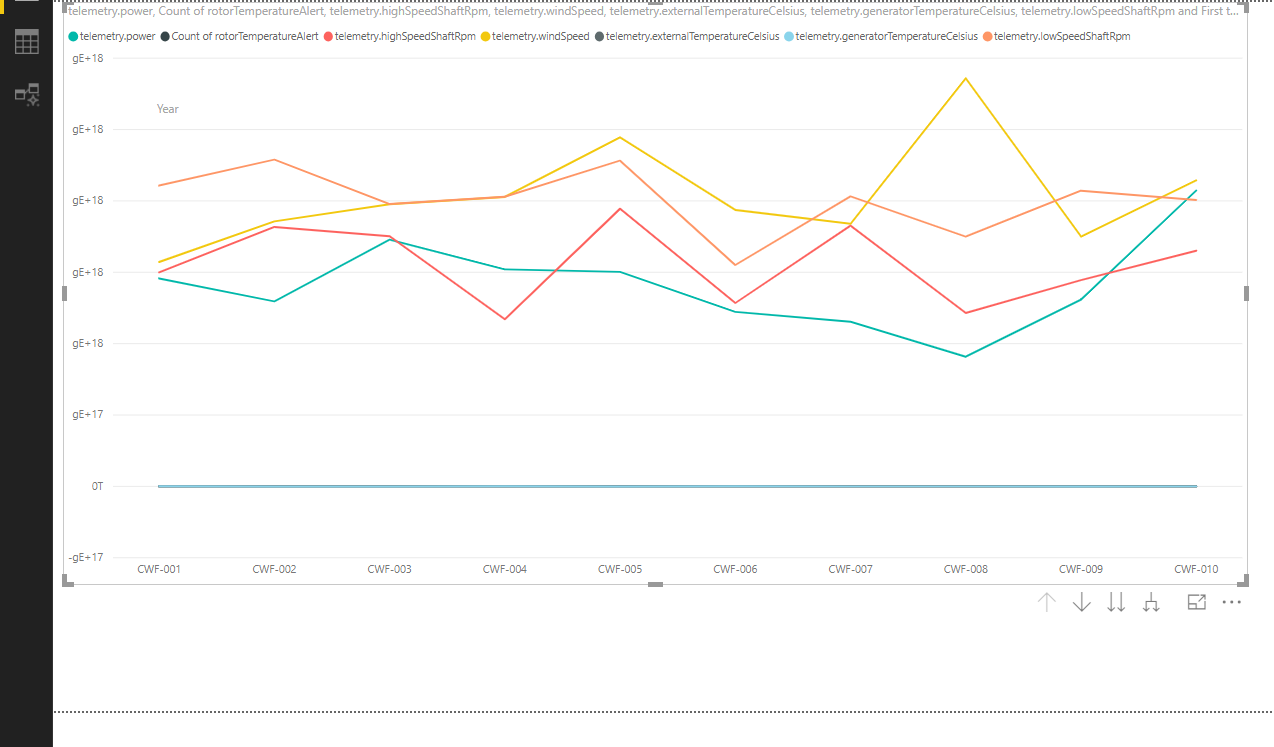 telemetry.power, Count of rotorTemperatureAlert, telemetry.highSpeedShaftRpm, telemetry.windSpeed, telemetry.externalTemperatureCelsius, telemetry.generatorTemperatureCelsius, telemetry.lowSpeedShaftRpm and First t...
telemetry.power Count of rotorTemperatureAlert telemetry.highSpeedShaftRpm telemetry.windSpeed telemetry.externalTemperatureCelsius telemetry.generatorTemperatureCelsius telemetry.lowSpeedShaftRpm
gE+18
Year
gE+18
gE+18
gE+18
gE+18
gE+17
0T
-gE+17
CWF-001 CWF-002 CWF-003 CWF-004 CWF-005 CWF-006 CWF-007 CWF-008 CWF-009 CWF-010